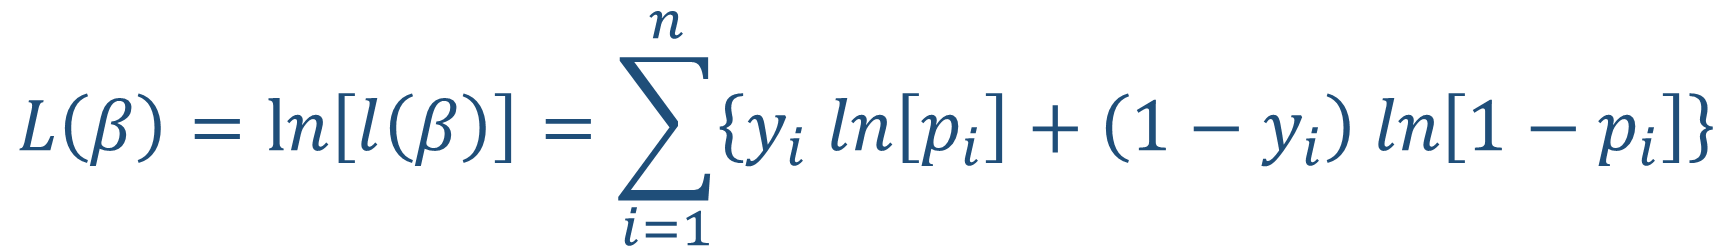 L(β) = ln[l(β)] = ∑_{i=1}^{n} {y_i ln[p_i] + (1 − y_i) ln[1 − p_i]}